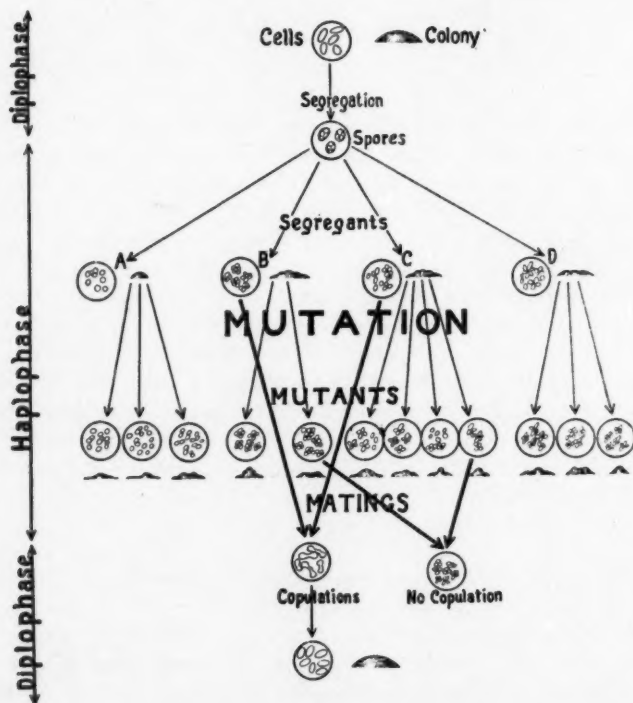 Diplophase
Cells
Colony
Segregation
Spores
Haplophase
Segregants
A
B
C
D
MUTATION
MUTANTS
MATINGS
Diplophase
Copulations
No Copulation